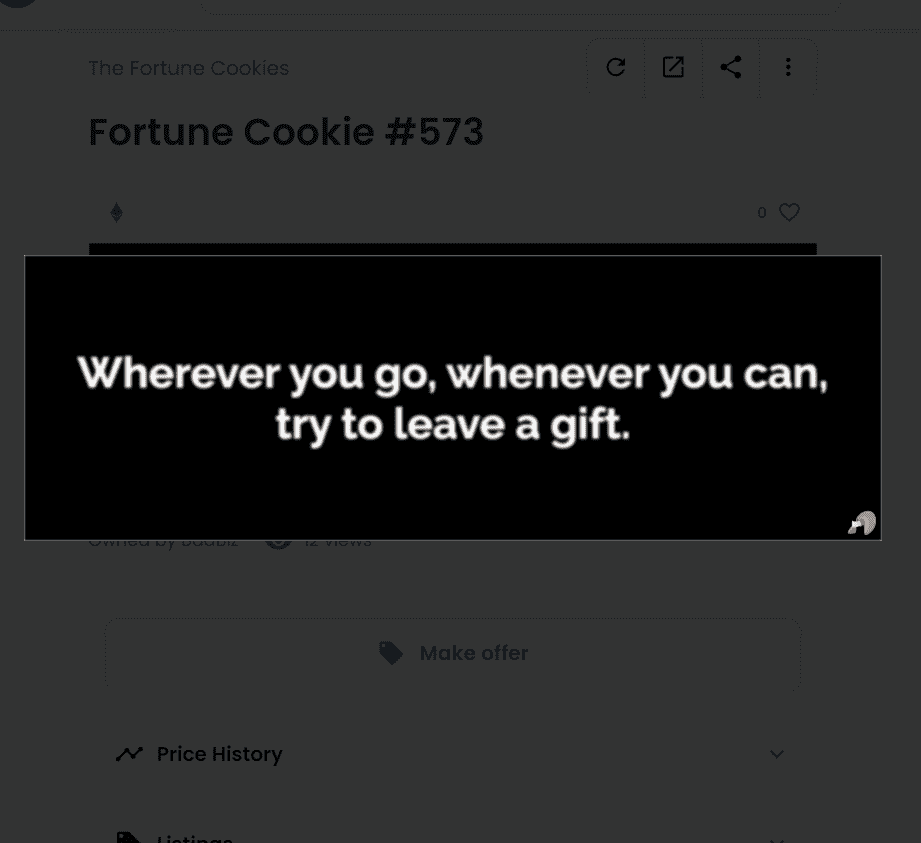 The Fortune Cookies
Fortune Cookie #573
0
Wherever you go, whenever you can,
try to leave a gift.
Owned by 12 views
Make offer
Price History
Listings